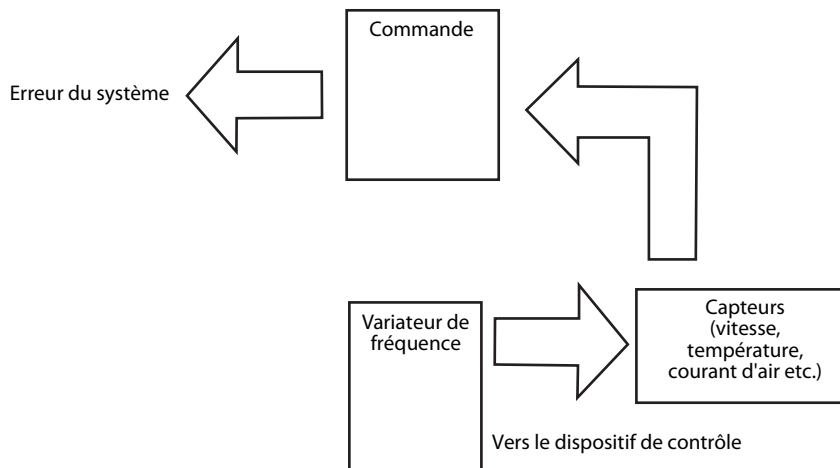 Commande
Erreur du système
Variateur de
fréquence
Capteurs
(vitesse,
température,
courant d'air etc.)
Vers le dispositif de contrôle